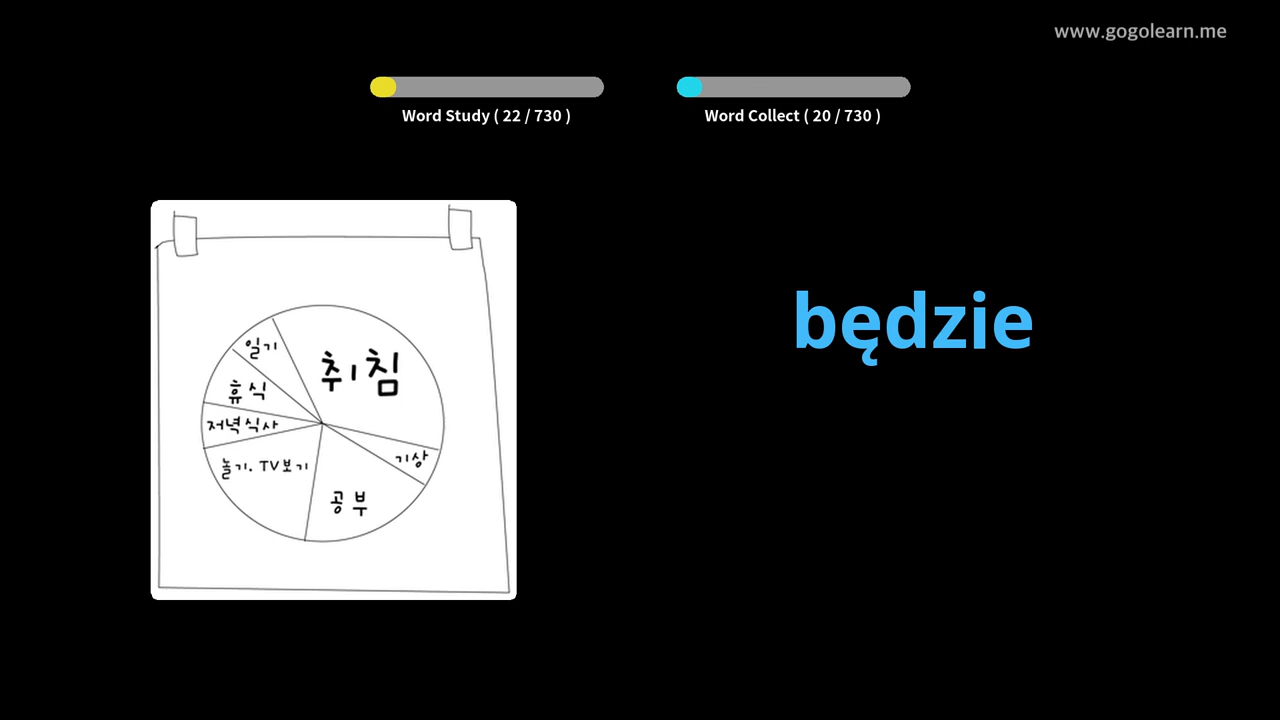 www.gogolearn.me
Word Study ( 22 / 730 )
Word Collect ( 20 / 730 )
일기
취침
휴식
저녁식사
놀기. TV보기
기상
공부
będzie